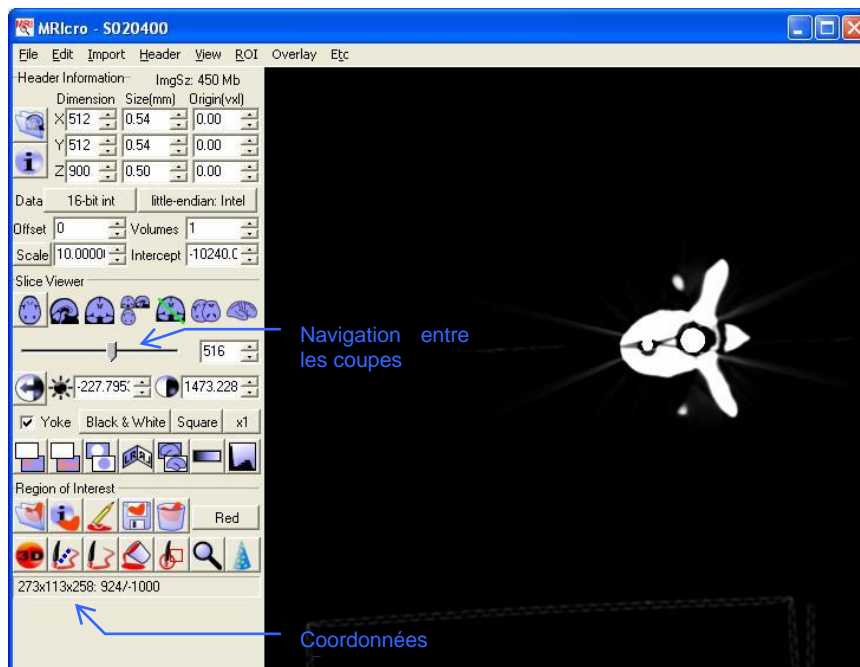 MRIcro - S020400
File Edit Import Header View ROI Overlay Etc
Header Information ImgSz: 450 Mb
Dimension Size(mm) Origin(vxl)
X 512 0.54 0.00
Y 512 0.54 0.00
Z 900 0.50 0.00
Data 16-bit int little-endian: Intel
Offset 0 Volumes 1
Scale 10.0000 Intercept -10240.0
Slice Viewer
516
Navigation entre
les coupes
-227.795 1473.228
Yoke Black & White Square x1
Region of Interest
Red
3D
273x113x258: 924/-1000
Coordonnées